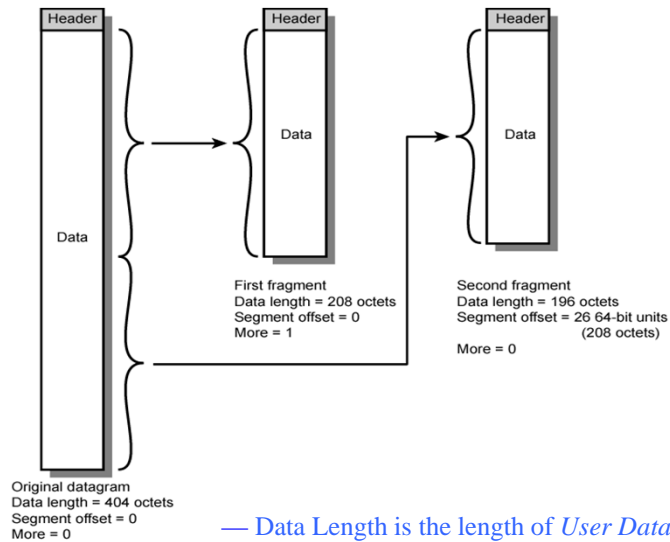 Header
Header
Header
Data
Data
Data
First fragment
Data length = 208 octets
Segment offset = 0
More = 1
Second fragment
Data length = 196 octets
Segment offset = 26 64-bit units
(208 octets)
More = 0
Original datagram
Data length = 404 octets
Segment offset = 0
More = 0
— Data Length is the length of User Data